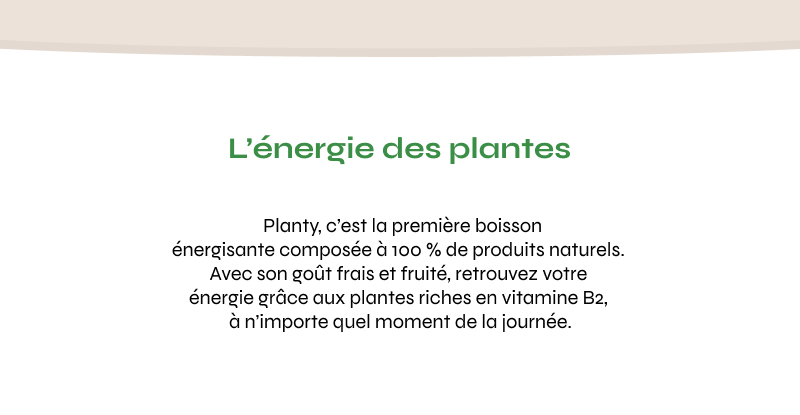 L’énergie des plantes
Planty, c’est la première boisson
énergisante composée à 100 % de produits naturels.
Avec son goût frais et fruité, retrouvez votre
énergie grâce aux plantes riches en vitamine B2,
à n’importe quel moment de la journée.